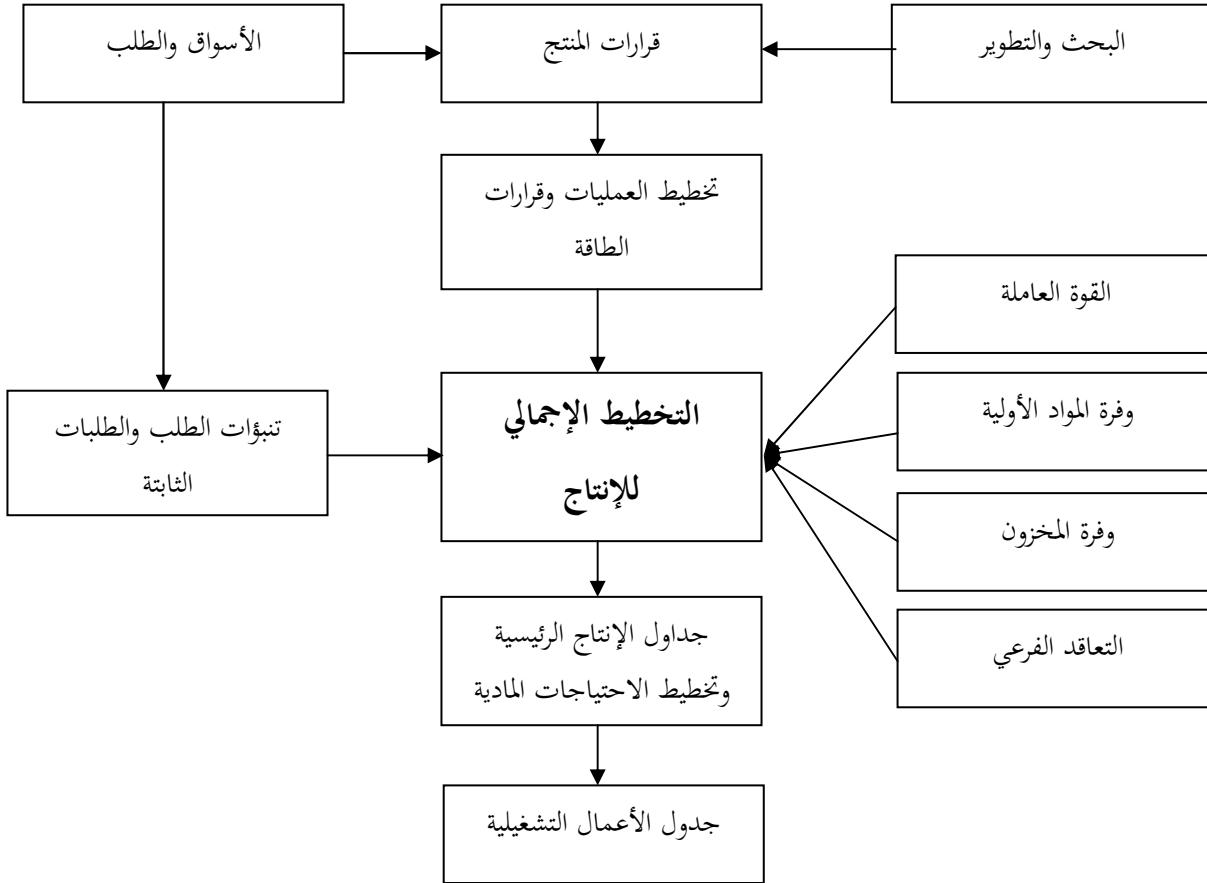 البحث والتطوير
قرارات المنتج
الأسواق والطلب
تخطيط العمليات وقرارات
الطاقة
القوة العاملة
وفرة المواد الأولية
وفرة المخزون
التعاقد الفرعي
التخطيط الإجمالي
للإنتاج
تنبؤات الطلب والطلبات
الثابتة
جداول الإنتاج الرئيسية
وتخطيط الاحتياجات المادية
جدول الأعمال التشغيلية